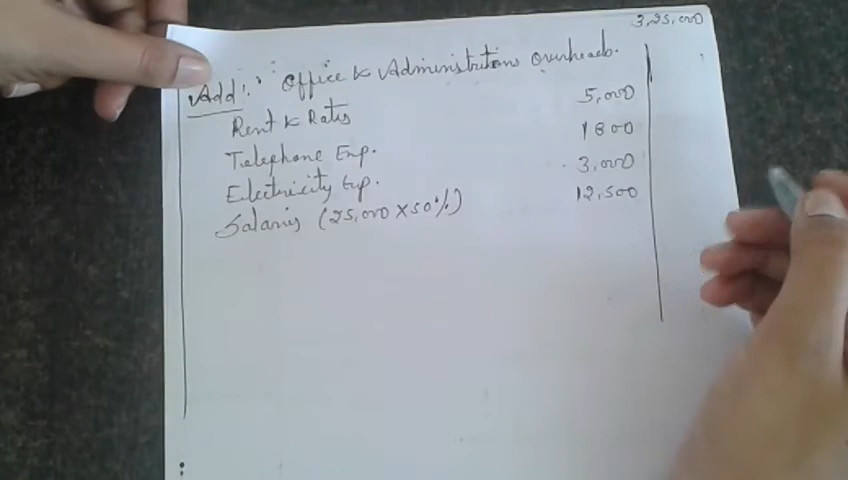 3,25,000
Add:- Office & Administrations overheads.
Rent & Rates 5,000
Telephone Exp. 1800
Electricity Exp. 3,000
Salaries (25,000 x 50%) 12,500